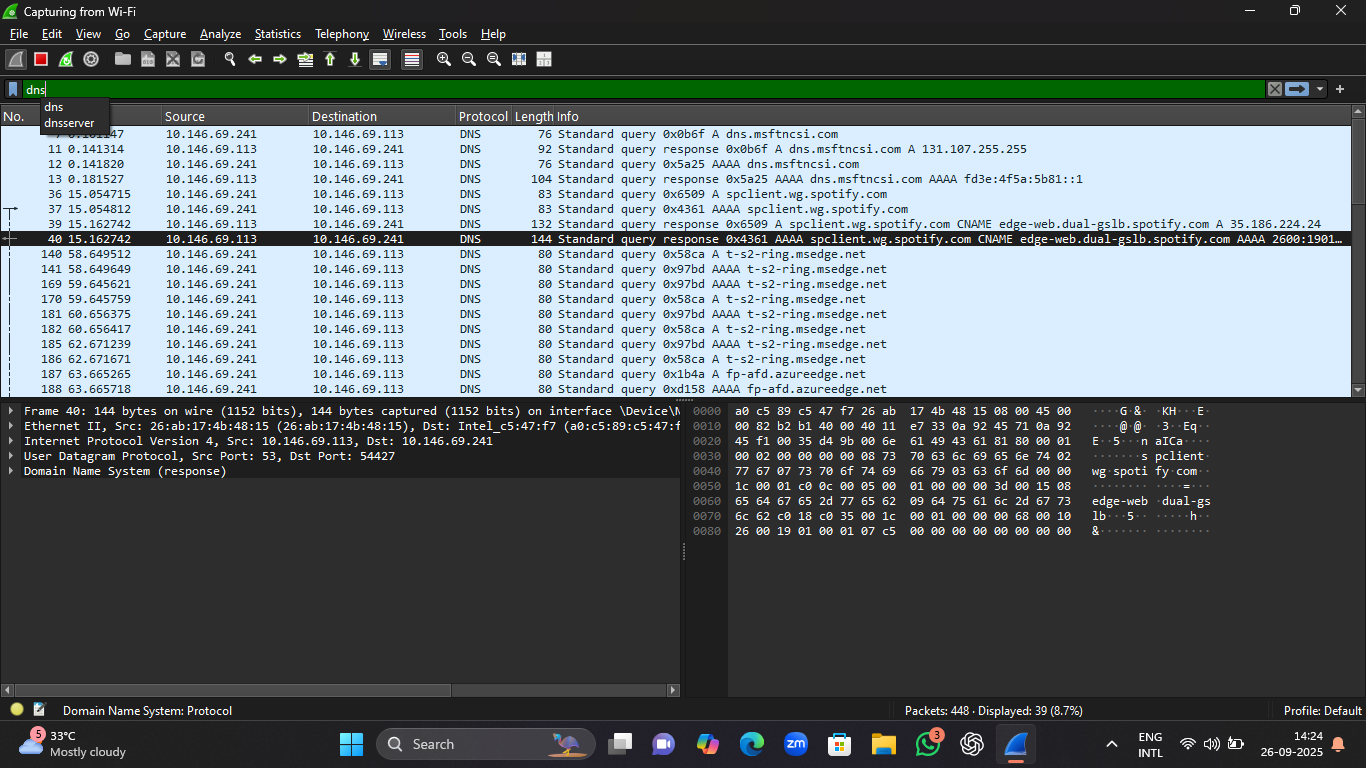 Capturing from Wi-Fi
File Edit View Go Capture Analyze Statistics Telephony Wireless Tools Help
dns
dns
dnsserver
No. Source Destination Protocol Length Info
10.146.69.241 10.146.69.113 DNS 76 Standard query 0x0b6f A dns.msftncsi.com
11 0.141314 10.146.69.113 10.146.69.241 DNS 92 Standard query response 0x0b6f A dns.msftncsi.com A 131.107.255.255
12 0.141820 10.146.69.241 10.146.69.113 DNS 76 Standard query 0x5a25 AAAA dns.msftncsi.com
13 0.181527 10.146.69.113 10.146.69.241 DNS 104 Standard query response 0x5a25 AAAA dns.msftncsi.com AAAA fd3e:4f5a:5b81::1
36 15.054715 10.146.69.241 10.146.69.113 DNS 83 Standard query 0x6509 A spclient.wg.spotify.com
37 15.054812 10.146.69.241 10.146.69.113 DNS 83 Standard query 0x4361 AAAA spclient.wg.spotify.com
39 15.162742 10.146.69.113 10.146.69.241 DNS 132 Standard query response 0x6509 A spclient.wg.spotify.com CNAME edge-web.dual-gslb.spotify.com A 35.186.224.24
40 15.162742 10.146.69.113 10.146.69.241 DNS 144 Standard query response 0x4361 AAAA spclient.wg.spotify.com CNAME edge-web.dual-gslb.spotify.com AAAA 2600:1901…
140 58.649512 10.146.69.241 10.146.69.113 DNS 80 Standard query 0x58ca A t-s2-ring.msedge.net
141 58.649649 10.146.69.241 10.146.69.113 DNS 80 Standard query 0x97bd AAAA t-s2-ring.msedge.net
169 59.645621 10.146.69.241 10.146.69.113 DNS 80 Standard query 0x97bd AAAA t-s2-ring.msedge.net
170 59.645759 10.146.69.241 10.146.69.113 DNS 80 Standard query 0x58ca A t-s2-ring.msedge.net
181 60.656375 10.146.69.241 10.146.69.113 DNS 80 Standard query 0x97bd AAAA t-s2-ring.msedge.net
182 60.656417 10.146.69.241 10.146.69.113 DNS 80 Standard query 0x58ca A t-s2-ring.msedge.net
185 62.671239 10.146.69.241 10.146.69.113 DNS 80 Standard query 0x97bd AAAA t-s2-ring.msedge.net
186 62.671671 10.146.69.241 10.146.69.113 DNS 80 Standard query 0x58ca A t-s2-ring.msedge.net
187 63.665265 10.146.69.241 10.146.69.113 DNS 80 Standard query 0x1b4a A fp-afd.azureedge.net
188 63.665718 10.146.69.241 10.146.69.113 DNS 80 Standard query 0xd158 AAAA fp-afd.azureedge.net
Frame 40: 144 bytes on wire (1152 bits), 144 bytes captured (1152 bits) on interface \Device\N
Ethernet II, Src: 26:ab:17:4b:48:15 (26:ab:17:4b:48:15), Dst: Intel_c5:47:f7 (a0:c5:89:c5:47:f
Internet Protocol Version 4, Src: 10.146.69.113, Dst: 10.146.69.241
User Datagram Protocol, Src Port: 53, Dst Port: 54427
Domain Name System (response)
0000 a0 c5 89 c5 47 f7 26 ab 17 4b 48 15 08 00 45 00 ····G·&· ·KH···E·
0010 00 82 b2 b1 40 00 40 11 e7 33 0a 92 45 71 0a 92 ····@·@· ·3··Eq··
0020 45 f1 00 35 d4 9b 00 6e 61 49 43 61 81 80 00 01 E··5···n aICa····
0030 00 02 00 00 00 00 08 73 70 63 6c 69 65 6e 74 02 ·······s pclient·
0040 77 67 07 73 70 6f 74 69 66 79 03 63 6f 6d 00 00 wg·spoti fy·com··
0050 1c 00 01 c0 0c 00 05 00 01 00 00 00 3d 00 15 08 ········ ····=···
0060 65 64 67 65 2d 77 65 62 09 64 75 61 6c 2d 67 73 edge-web ·dual-gs
0070 6c 62 c0 18 c0 35 00 1c 00 01 00 00 00 68 00 10 lb···5·· ·····h··
0080 26 00 19 01 00 01 07 c5 00 00 00 00 00 00 00 00 &······· ········
Domain Name System: Protocol
Packets: 448 · Displayed: 39 (8.7%)
Profile: Default
5
33°C
Mostly cloudy
Search
zm
3
ENG
INTL
14:24
26-09-2025